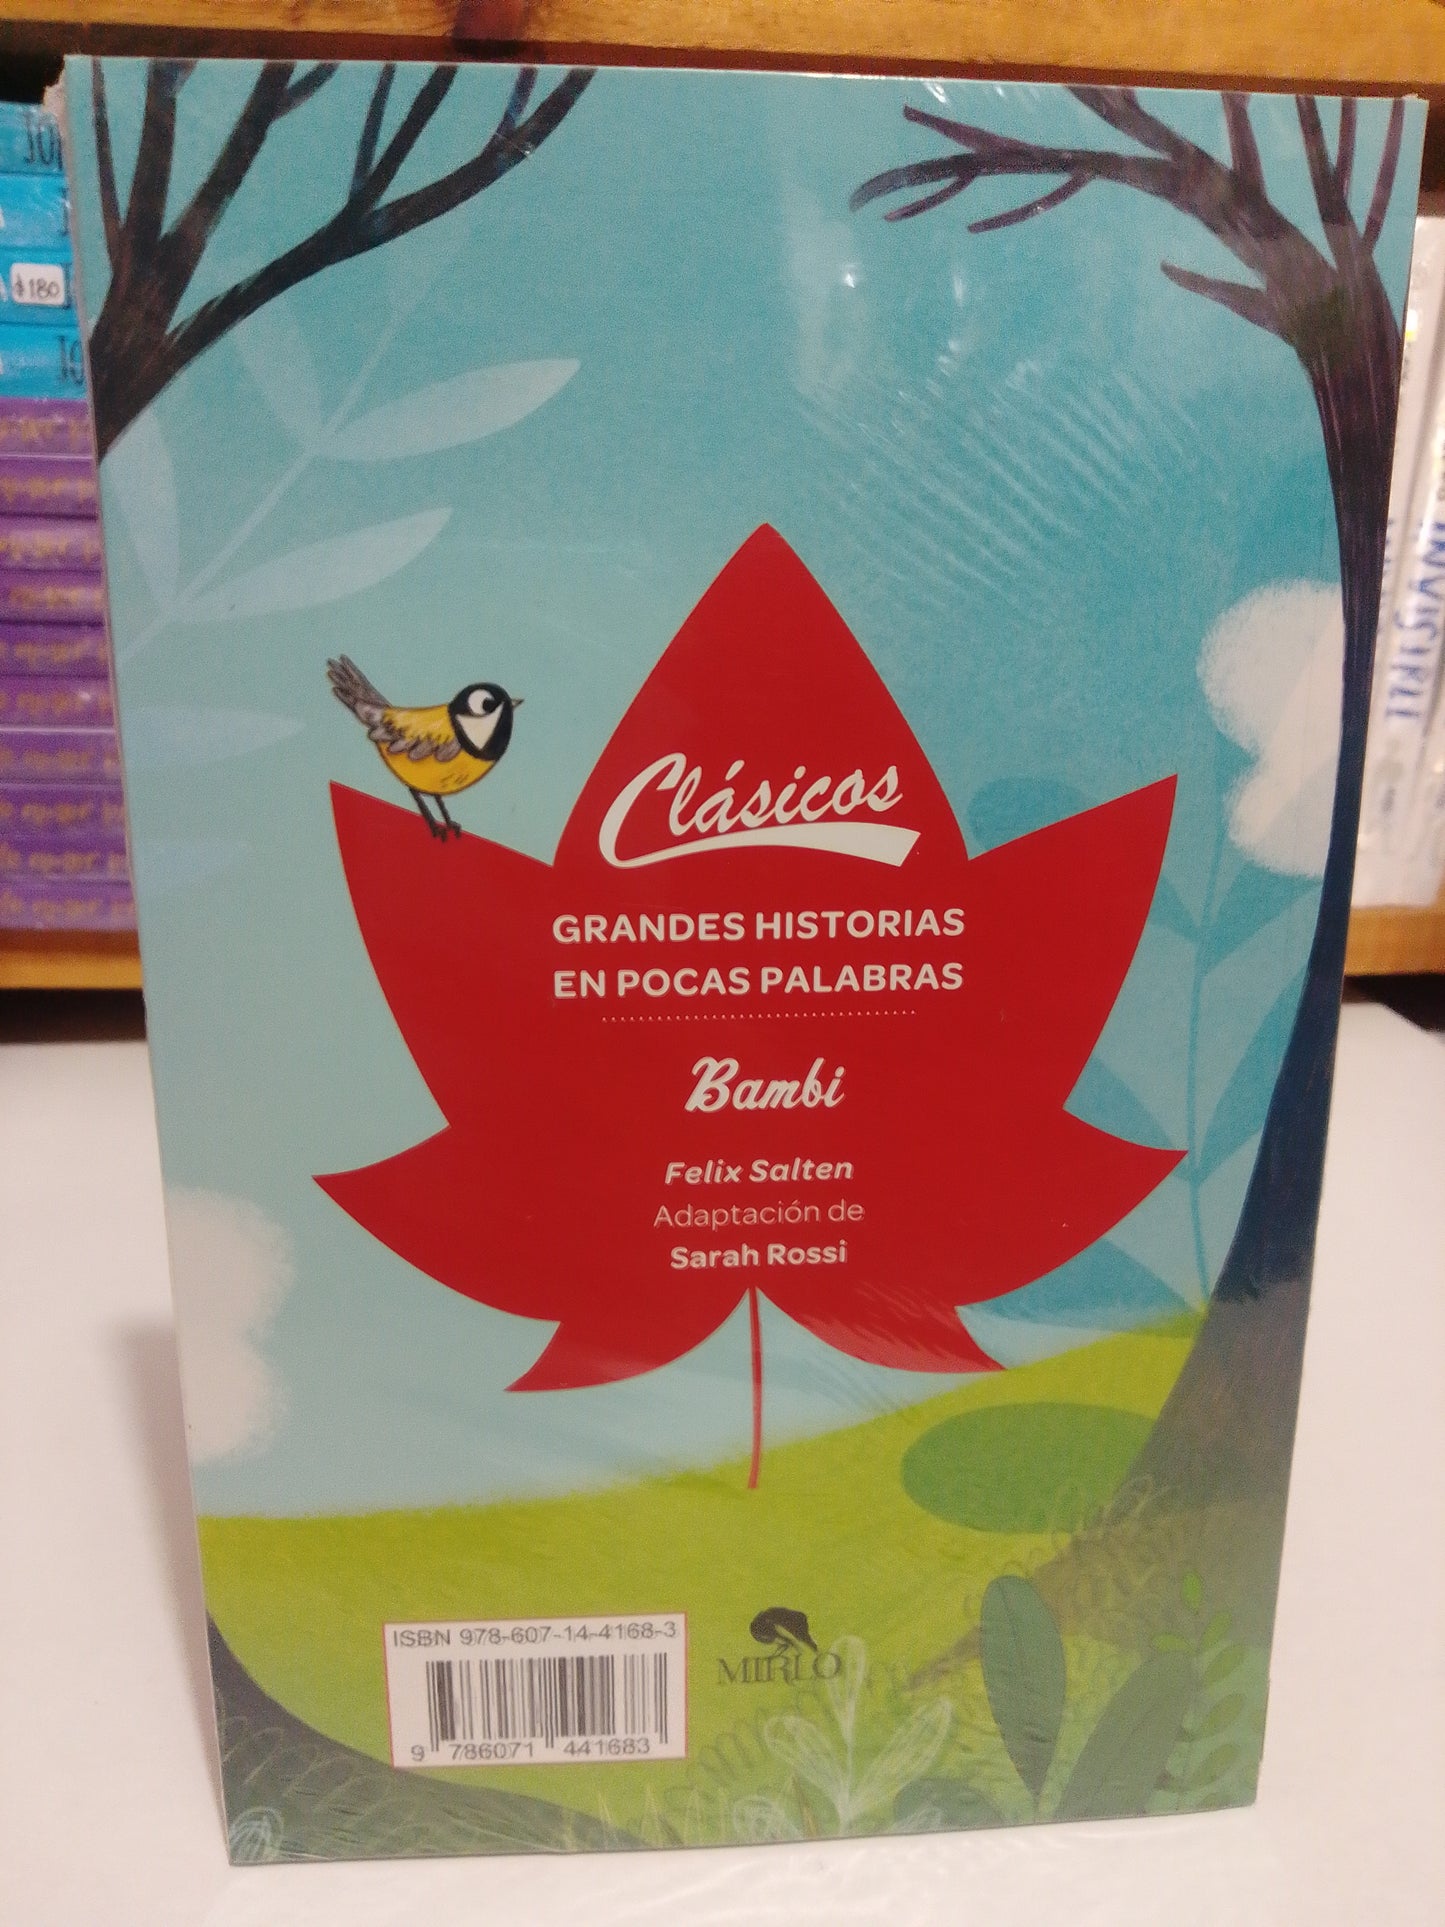 Clásicos
GRANDES HISTORIAS
EN POCAS PALABRAS
Bambi
Felix Salten
Adaptación de
Sarah Rossi
ISBN 978-607-14-4168-3
9 786071 441683
MIRLO
$180